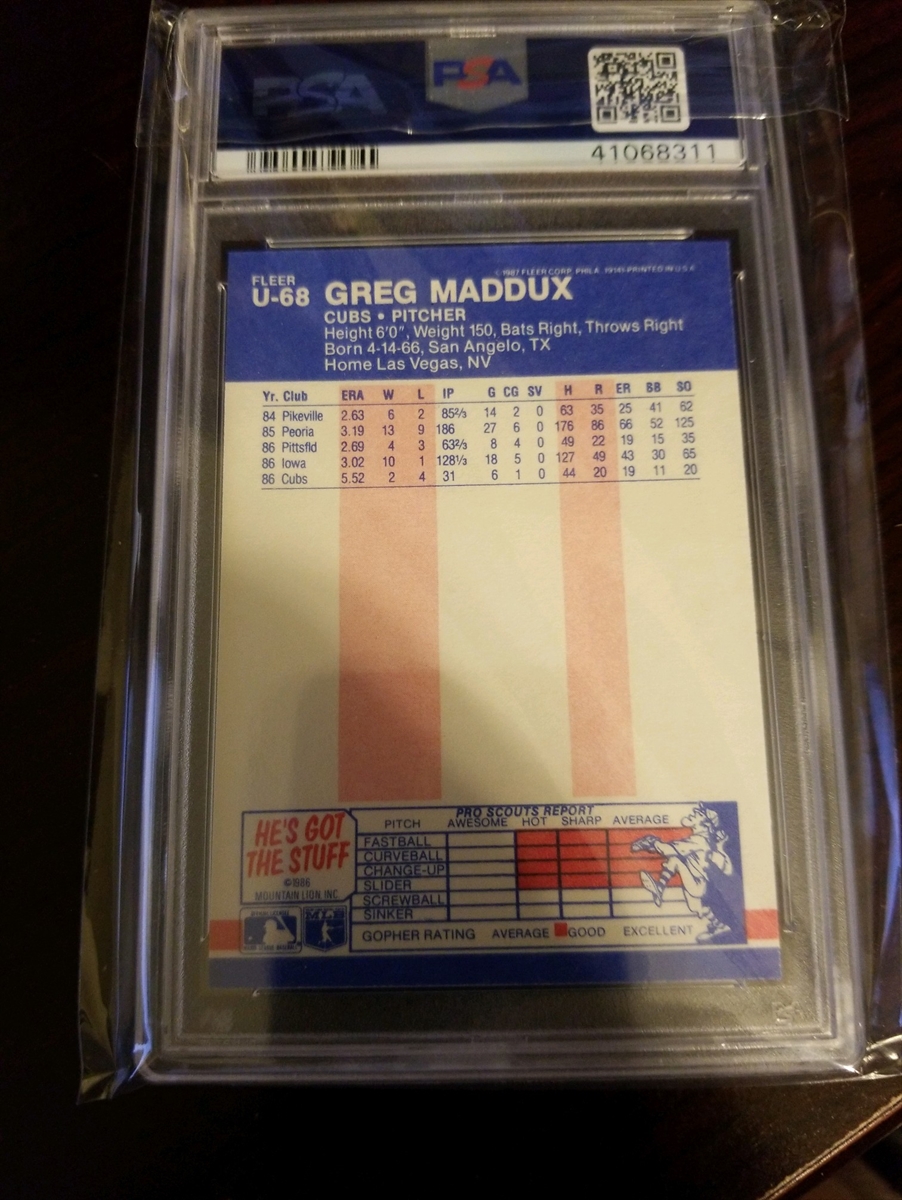 PSA PSA
41068311
©1987 FLEER CORP. PHILA. 19141 PRINTED IN U.S.A.
FLEER
U-68 GREG MADDUX
CUBS • PITCHER
Height 6'0", Weight 150, Bats Right, Throws Right
Born 4-14-66, San Angelo, TX
Home Las Vegas, NV
Yr. Club ERA W L IP G CG SV H R ER BB SO
84 Pikeville 2.63 6 2 85⅔ 14 2 0 63 35 25 41 62
85 Peoria 3.19 13 9 186 27 6 0 176 86 66 52 125
86 Pittsfld 2.69 4 3 63⅔ 8 4 0 49 22 19 15 35
86 Iowa 3.02 10 1 128⅓ 18 5 0 127 49 43 30 65
86 Cubs 5.52 2 4 31 6 1 0 44 20 19 11 20
HE'S GOT
THE STUFF
©1986
MOUNTAIN LION, INC
PRO SCOUTS REPORT
PITCH AWESOME HOT SHARP AVERAGE
FASTBALL
CURVEBALL
CHANGE-UP
SLIDER
SCREWBALL
SINKER
GOPHER RATING AVERAGE GOOD EXCELLENT